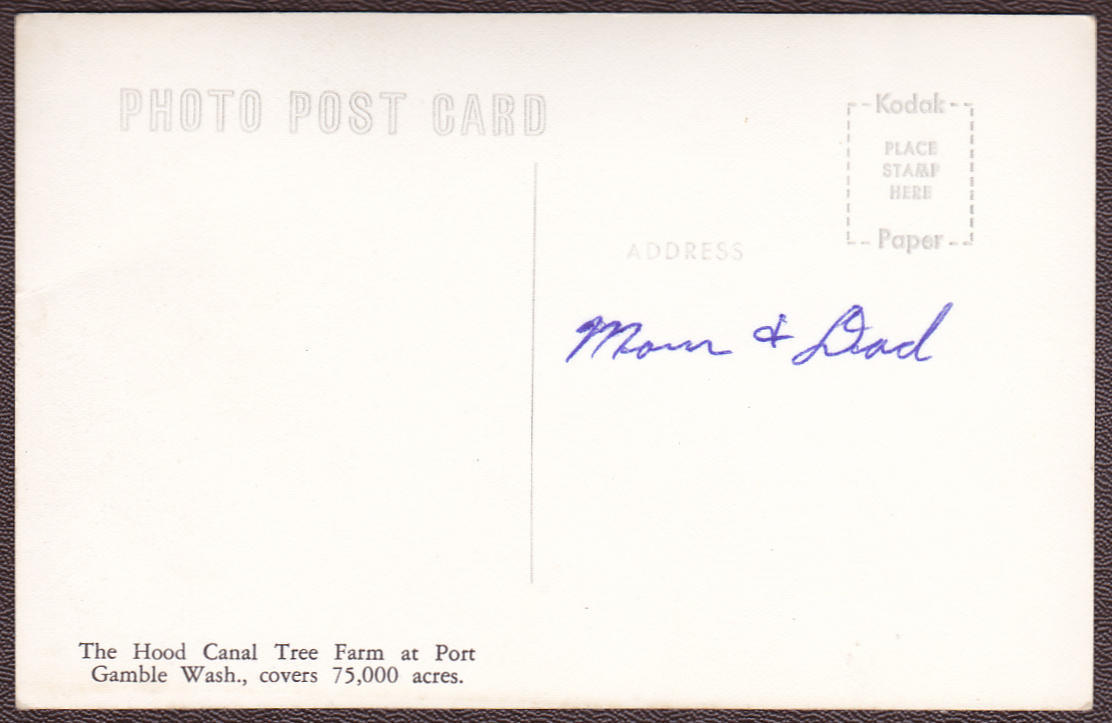 PHOTO POST CARD
Kodak
PLACE
STAMP
HERE
Paper
ADDRESS
Mom & Dad
The Hood Canal Tree Farm at Port
Gamble Wash., covers 75,000 acres.